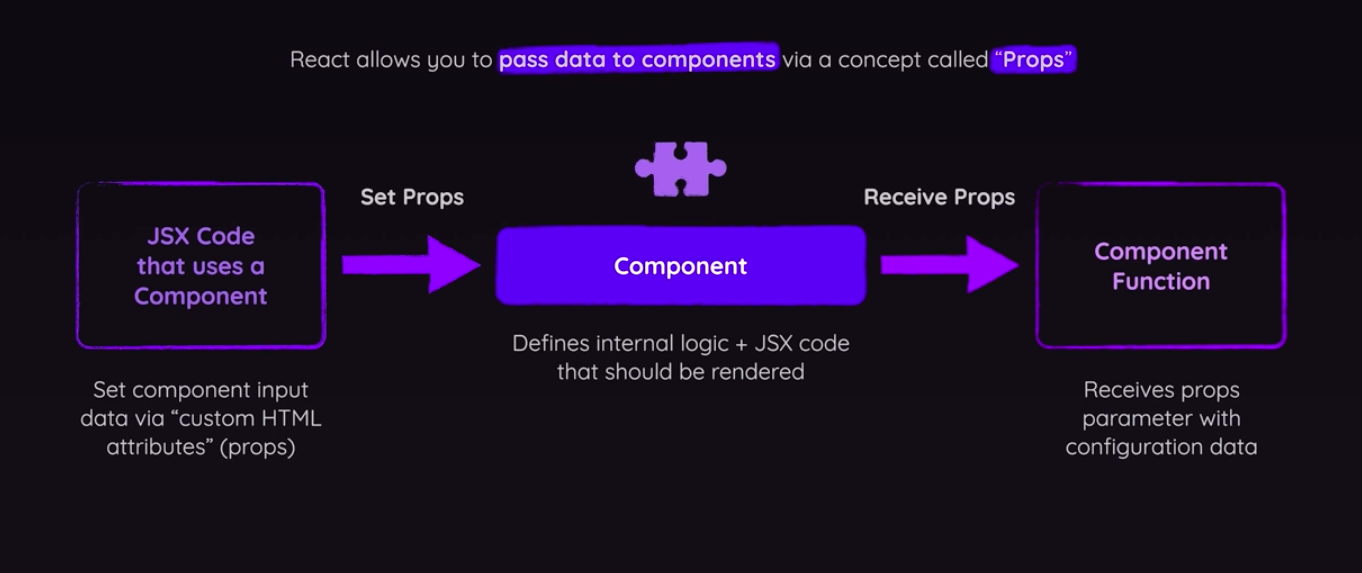 React allows you to pass data to components via a concept called “Props”
Set Props
Receive Props
JSX Code
that uses a
Component
Component
Component
Function
Defines internal logic + JSX code
that should be rendered
Set component input
data via “custom HTML
attributes” (props)
Receives props
parameter with
configuration data